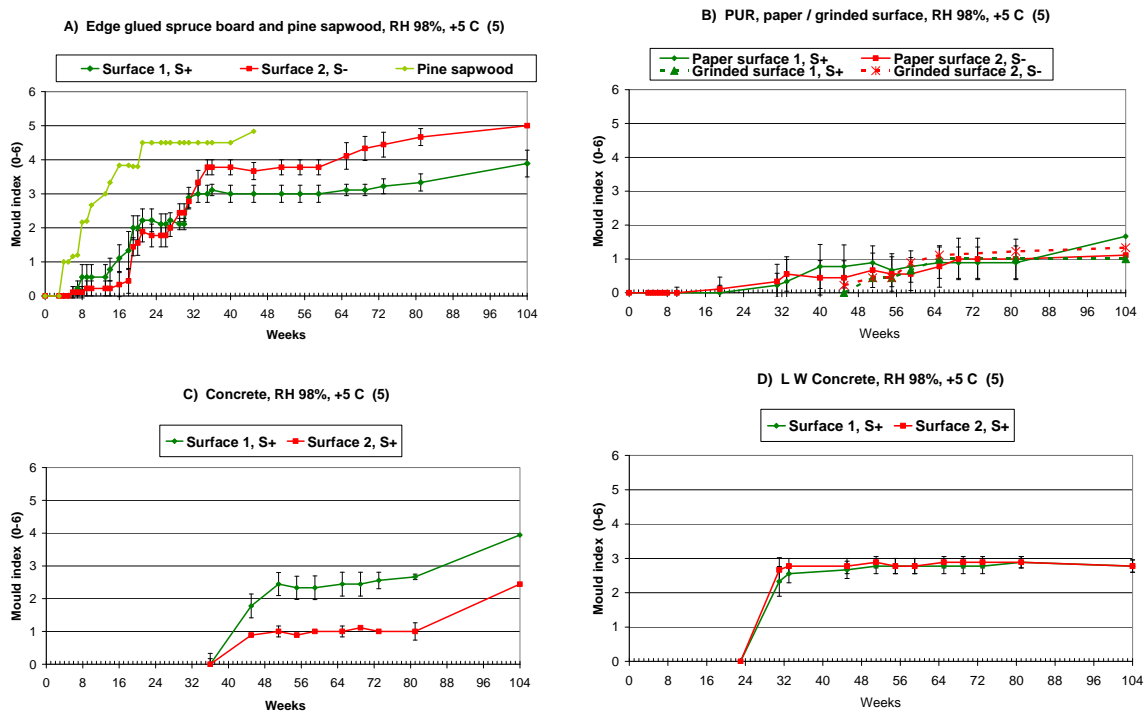 A) Edge glued spruce board and pine sapwood, RH 98%, +5 C (5)
Surface 1, S+ Surface 2, S- Pine sapwood
6
5
4
3
2
1
0
Mould index (0-6)
0 8 16 24 32 40 48 56 64 72 80 88 96 104
Weeks
B) PUR, paper / grinded surface, RH 98%, +5 C (5)
Paper surface 1, S+ Paper surface 2, S-
Grinded surface 1, S+ Grinded surface 2, S-
6
5
4
3
2
1
0
Mould index (0-6)
0 8 16 24 32 40 48 56 64 72 80 88 96 104
Weeks
C) Concrete, RH 98%, +5 C (5)
Surface 1, S+ Surface 2, S+
6
5
4
3
2
1
0
Mould index (0-6)
0 8 16 24 32 40 48 56 64 72 80 88 96 104
Weeks
D) L W Concrete, RH 98%, +5 C (5)
Surface 1, S+ Surface 2, S+
6
5
4
3
2
1
0
Mould index (0-6)
0 8 16 24 32 40 48 56 64 72 80 88 96 104
Weeks